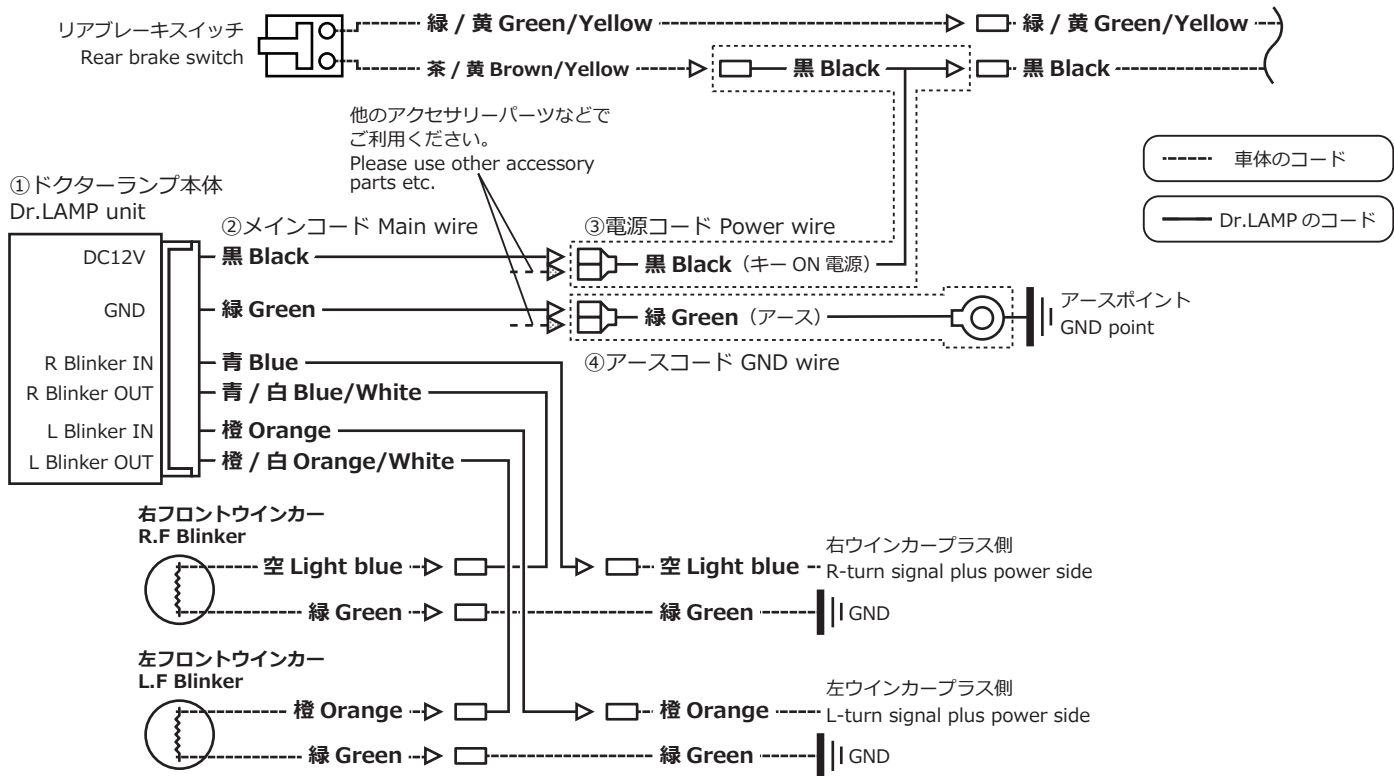 リアブレーキスイッチ
Rear brake switch
緑 / 黄 Green/Yellow
緑 / 黄 Green/Yellow
茶 / 黄 Brown/Yellow
黒 Black
黒 Black
他のアクセサリーパーツなどで
ご利用ください。
Please use other accessory
parts etc.
車体のコード
Dr.LAMP のコード
①ドクターランプ本体
Dr.LAMP unit
②メインコード Main wire
③電源コード Power wire
DC12V
黒 Black
黒 Black（キー ON 電源）
GND
緑 Green
緑 Green（アース）
アースポイント
GND point
④アースコード GND wire
R Blinker IN
青 Blue
R Blinker OUT
青 / 白 Blue/White
L Blinker IN
橙 Orange
L Blinker OUT
橙 / 白 Orange/White
右フロントウインカー
R.F Blinker
空 Light blue
空 Light blue
右ウインカープラス側
R-turn signal plus power side
緑 Green
緑 Green
GND
左フロントウインカー
L.F Blinker
橙 Orange
橙 Orange
左ウインカープラス側
L-turn signal plus power side
緑 Green
緑 Green
GND